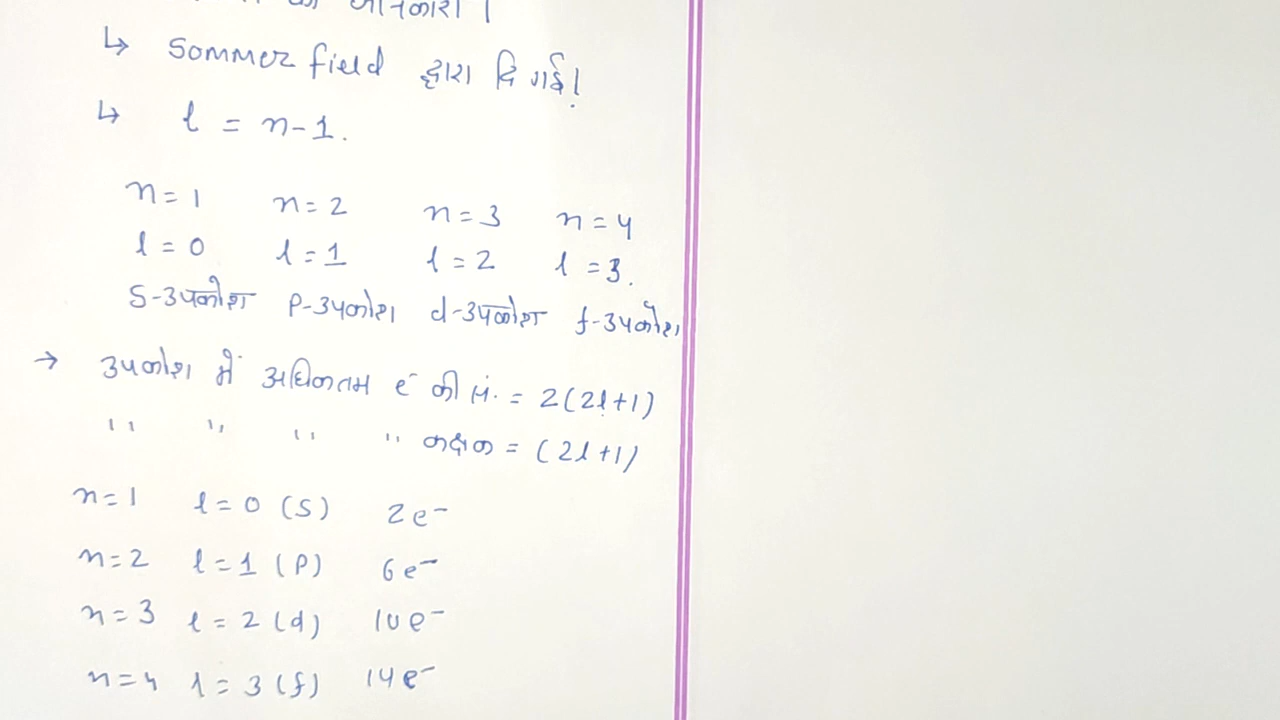 की जानकारी।
↳ Sommer field द्वारा दि गई।
↳ l = n-1.
n=1 n=2 n=3 n=4
l=0 l=1 l=2 l=3.
S-उपकोश P-उपकोश d-उपकोश f-उपकोश
→ उपकोश में अधिकतम e⁻ की सं. = 2(2l+1)
" " " " कक्षक = (2l+1)
n=1 l=0 (S) 2e⁻
n=2 l=1 (P) 6e⁻
n=3 l=2 (d) 10e⁻
n=4 l=3 (f) 14e⁻